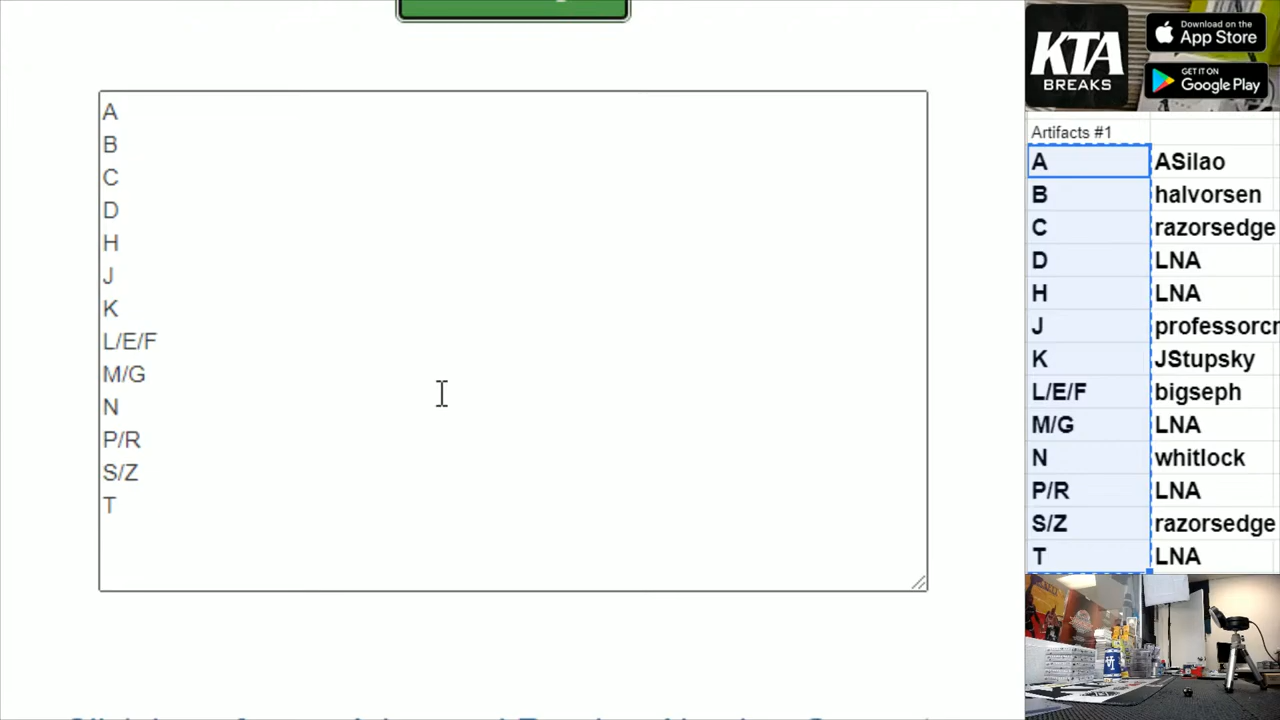 A
B
C
D
H
J
K
L/E/F
M/G
N
P/R
S/Z
T
KTA
BREAKS
Download on the
App Store
GET IT ON
Google Play
Artifacts #1
A ASilao
B halvorsen
C razorsedge
D LNA
H LNA
J professorcr
K JStupsky
L/E/F bigseph
M/G LNA
N whitlock
P/R LNA
S/Z razorsedge
T LNA